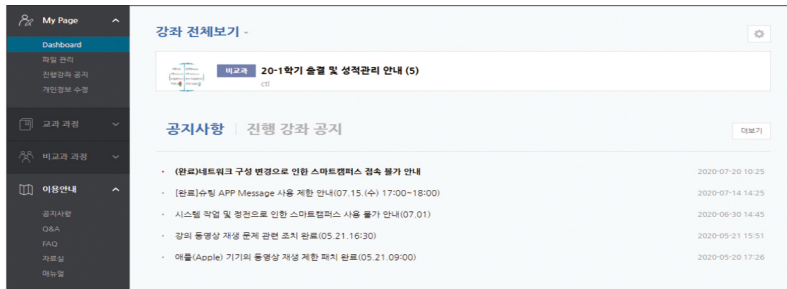 My Page
Dashboard
파일 관리
진행강좌 공지
개인정보 수정
교과 과정
비교과 과정
이용안내
공지사항
Q&A
FAQ
자료실
매뉴얼
강좌 전체보기
비교과 20-1학기 출결 및 성적관리 안내 (5)
ctl
공지사항 진행 강좌 공지 더보기
(완료)네트워크 구성 변경으로 인한 스마트캠퍼스 접속 불가 안내 2020-07-20 10:25
[완료]슈팅 APP Message 사용 제한 안내(07.15.(수) 17:00~18:00) 2020-07-14 14:25
시스템 작업 및 정전으로 인한 스마트캠퍼스 사용 불가 안내(07.01) 2020-06-30 14:45
강의 동영상 재생 문제 관련 조치 완료(05.21.16:30) 2020-05-21 15:51
애플(Apple) 기기의 동영상 재생 제한 패치 완료(05.21.09:00) 2020-05-20 17:26